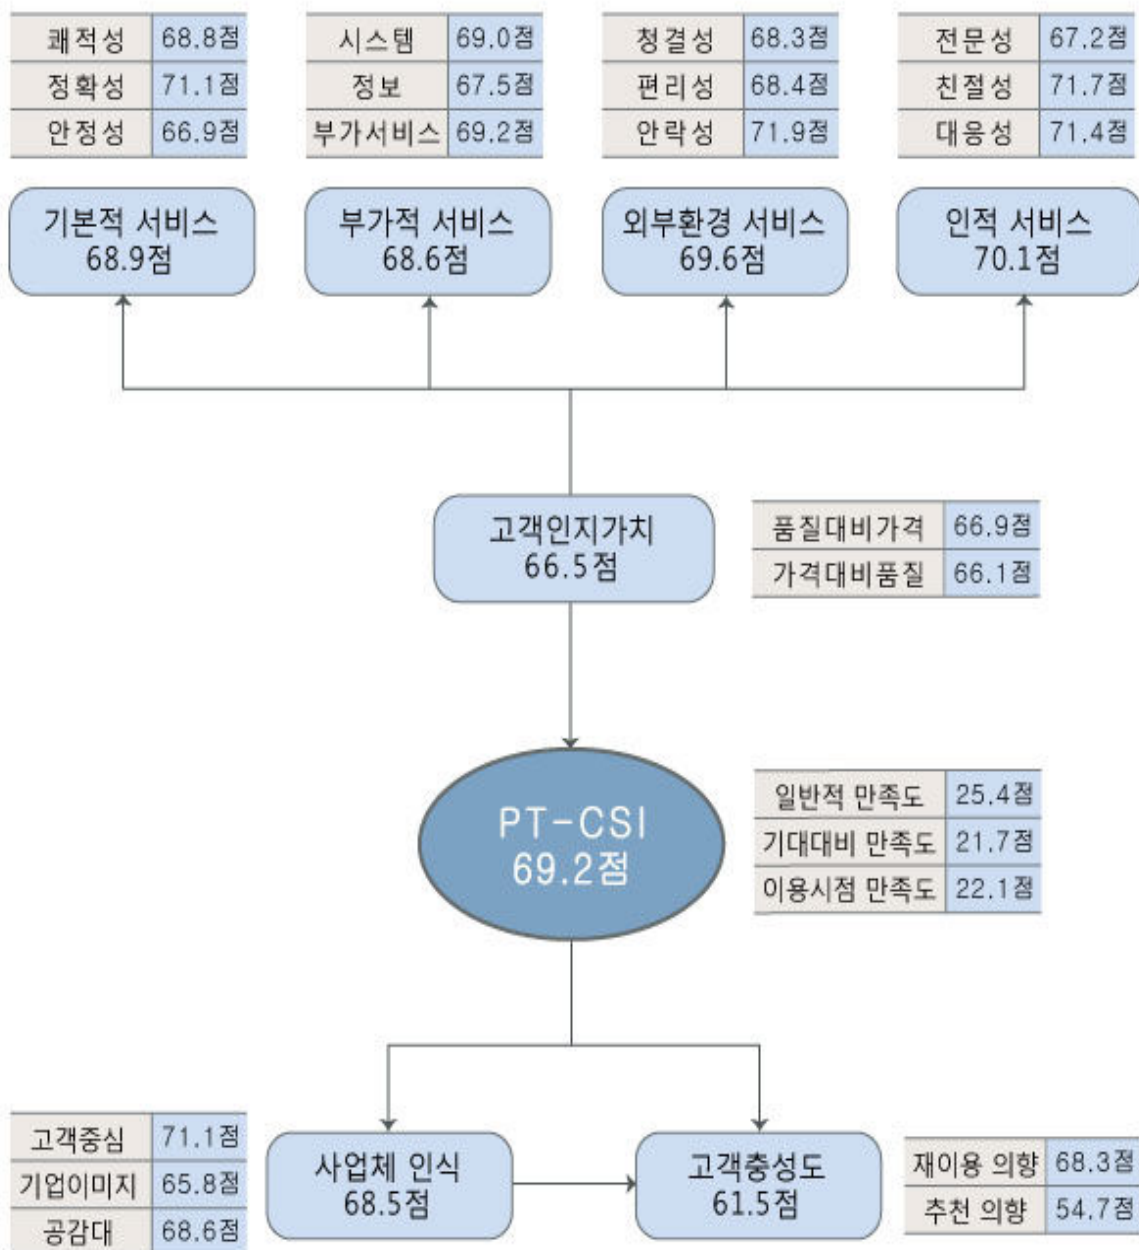 쾌적성 68.8점
정확성 71.1점
안정성 66.9점
시스템 69.0점
정보 67.5점
부가서비스 69.2점
청결성 68.3점
편리성 68.4점
안락성 71.9점
전문성 67.2점
친절성 71.7점
대응성 71.4점
기본적 서비스
68.9점
부가적 서비스
68.6점
외부환경 서비스
69.6점
인적 서비스
70.1점
고객인지가치
66.5점
품질대비가격 66.9점
가격대비품질 66.1점
PT-CSI
69.2점
일반적 만족도 25.4점
기대대비 만족도 21.7점
이용시점 만족도 22.1점
고객중심 71.1점
기업이미지 65.8점
공감대 68.6점
사업체 인식
68.5점
고객충성도
61.5점
재이용 의향 68.3점
추천 의향 54.7점